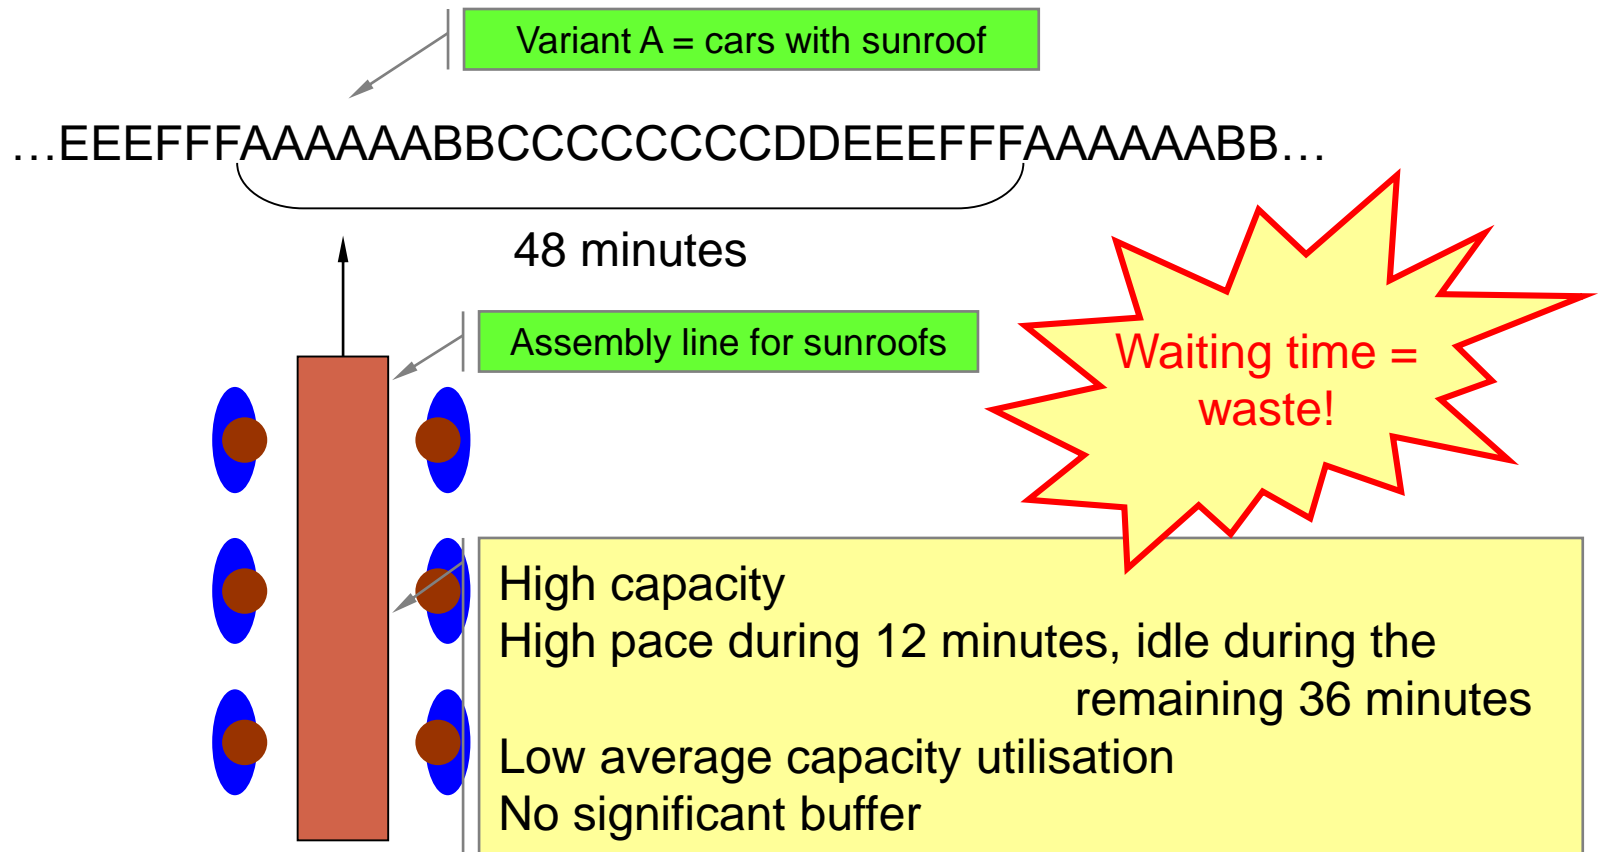 Variant A = cars with sunroof
…EEEFFFAAAAAABBCCCCCCCCDDEEEFFFAAAAAABB…
48 minutes
Assembly line for sunroofs
Waiting time =
waste!
High capacity
High pace during 12 minutes, idle during the
remaining 36 minutes
Low average capacity utilisation
No significant buffer